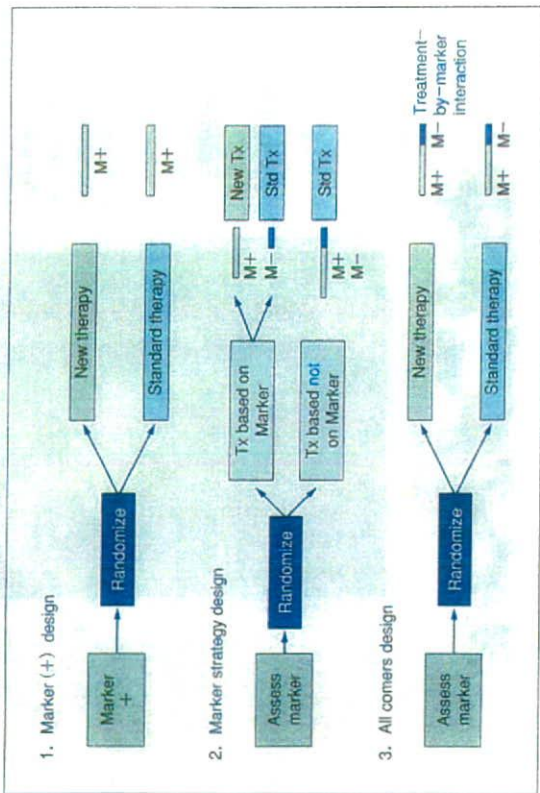 1. Marker (+) design
Marker
+
Randomize
New therapy
Standard therapy
M+
M+
2. Marker strategy design
Assess
marker
Randomize
Tx based on
Marker
Tx based not
on Marker
M+
M−
New Tx
Std Tx
M+
M−
Std Tx
3. All comers design
Assess
marker
Randomize
New therapy
Standard therapy
M+ M−
Treatment–
by–marker
interaction
M+ M−